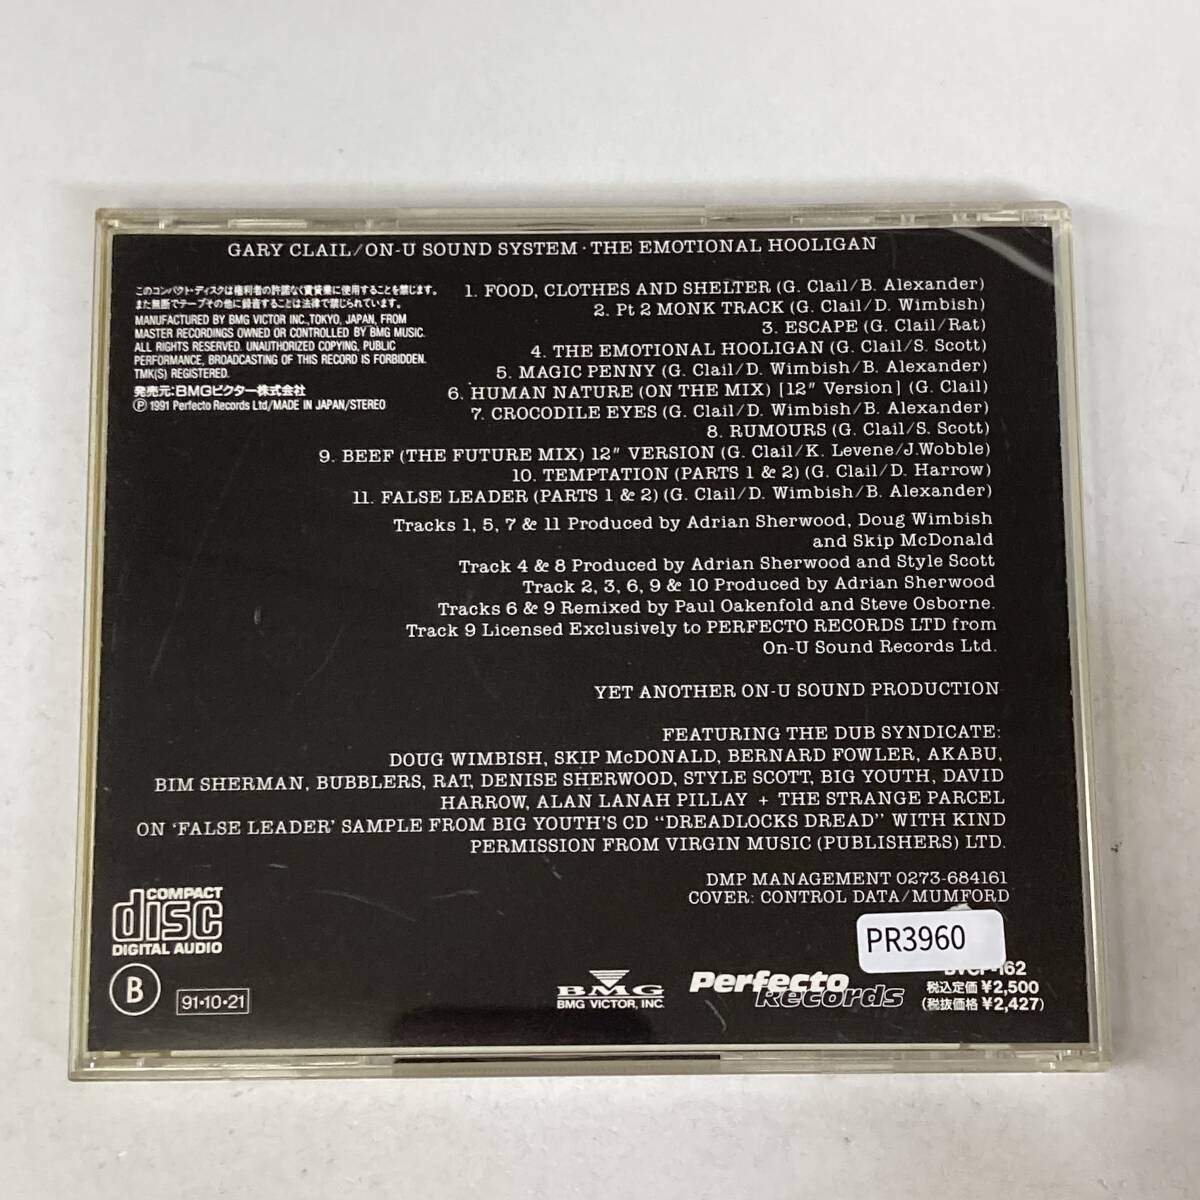 GARY CLAIL/ON-U SOUND SYSTEM · THE EMOTIONAL HOOLIGAN
このコンパクト・ディスクは権利者の許諾なく賃貸業に使用することを禁じます。
また無断でテープその他に録音することは法律で禁じられています。
MANUFACTURED BY BMG VICTOR INC.,TOKYO, JAPAN, FROM
MASTER RECORDINGS OWNED OR CONTROLLED BY BMG MUSIC.
ALL RIGHTS RESERVED. UNAUTHORIZED COPYING, PUBLIC
PERFORMANCE, BROADCASTING OF THIS RECORD IS FORBIDDEN.
TMK(S) REGISTERED.
発売元:BMGビクター株式会社
Ⓟ 1991 Perfecto Records Ltd/MADE IN JAPAN/STEREO
1. FOOD, CLOTHES AND SHELTER (G. Clail/B. Alexander)
2. Pt 2 MONK TRACK (G. Clail/D. Wimbish)
3. ESCAPE (G. Clail/Rat)
4. THE EMOTIONAL HOOLIGAN (G. Clail/S. Scott)
5. MAGIC PENNY (G. Clail/D. Wimbish/B. Alexander)
6. HUMAN NATURE (ON THE MIX) [12" Version] (G. Clail)
7. CROCODILE EYES (G. Clail/D. Wimbish/B. Alexander)
8. RUMOURS (G. Clail/S. Scott)
9. BEEF (THE FUTURE MIX) 12" VERSION (G. Clail/K. Levene/J.Wobble)
10. TEMPTATION (PARTS 1 & 2) (G. Clail/D. Harrow)
11. FALSE LEADER (PARTS 1 & 2) (G. Clail/D. Wimbish/B. Alexander)
Tracks 1, 5, 7 & 11 Produced by Adrian Sherwood, Doug Wimbish
and Skip McDonald
Track 4 & 8 Produced by Adrian Sherwood and Style Scott
Track 2, 3, 6, 9 & 10 Produced by Adrian Sherwood
Tracks 6 & 9 Remixed by Paul Oakenfold and Steve Osborne.
Track 9 Licensed Exclusively to PERFECTO RECORDS LTD from
On-U Sound Records Ltd.
YET ANOTHER ON-U SOUND PRODUCTION
FEATURING THE DUB SYNDICATE:
DOUG WIMBISH, SKIP McDONALD, BERNARD FOWLER, AKABU,
BIM SHERMAN, BUBBLERS, RAT, DENISE SHERWOOD, STYLE SCOTT, BIG YOUTH, DAVID
HARROW, ALAN LANAH PILLAY + THE STRANGE PARCEL
ON 'FALSE LEADER' SAMPLE FROM BIG YOUTH'S CD "DREADLOCKS DREAD" WITH KIND
PERMISSION FROM VIRGIN MUSIC (PUBLISHERS) LTD.
DMP MANAGEMENT 0273-684161
COVER: CONTROL DATA/MUMFORD
COMPACT
disc
DIGITAL AUDIO
B
91·10·21
BMG
BMG VICTOR, INC.
Perfecto
Records
PR3960
税込定価 ¥2,500
(税抜価格 ¥2,427)